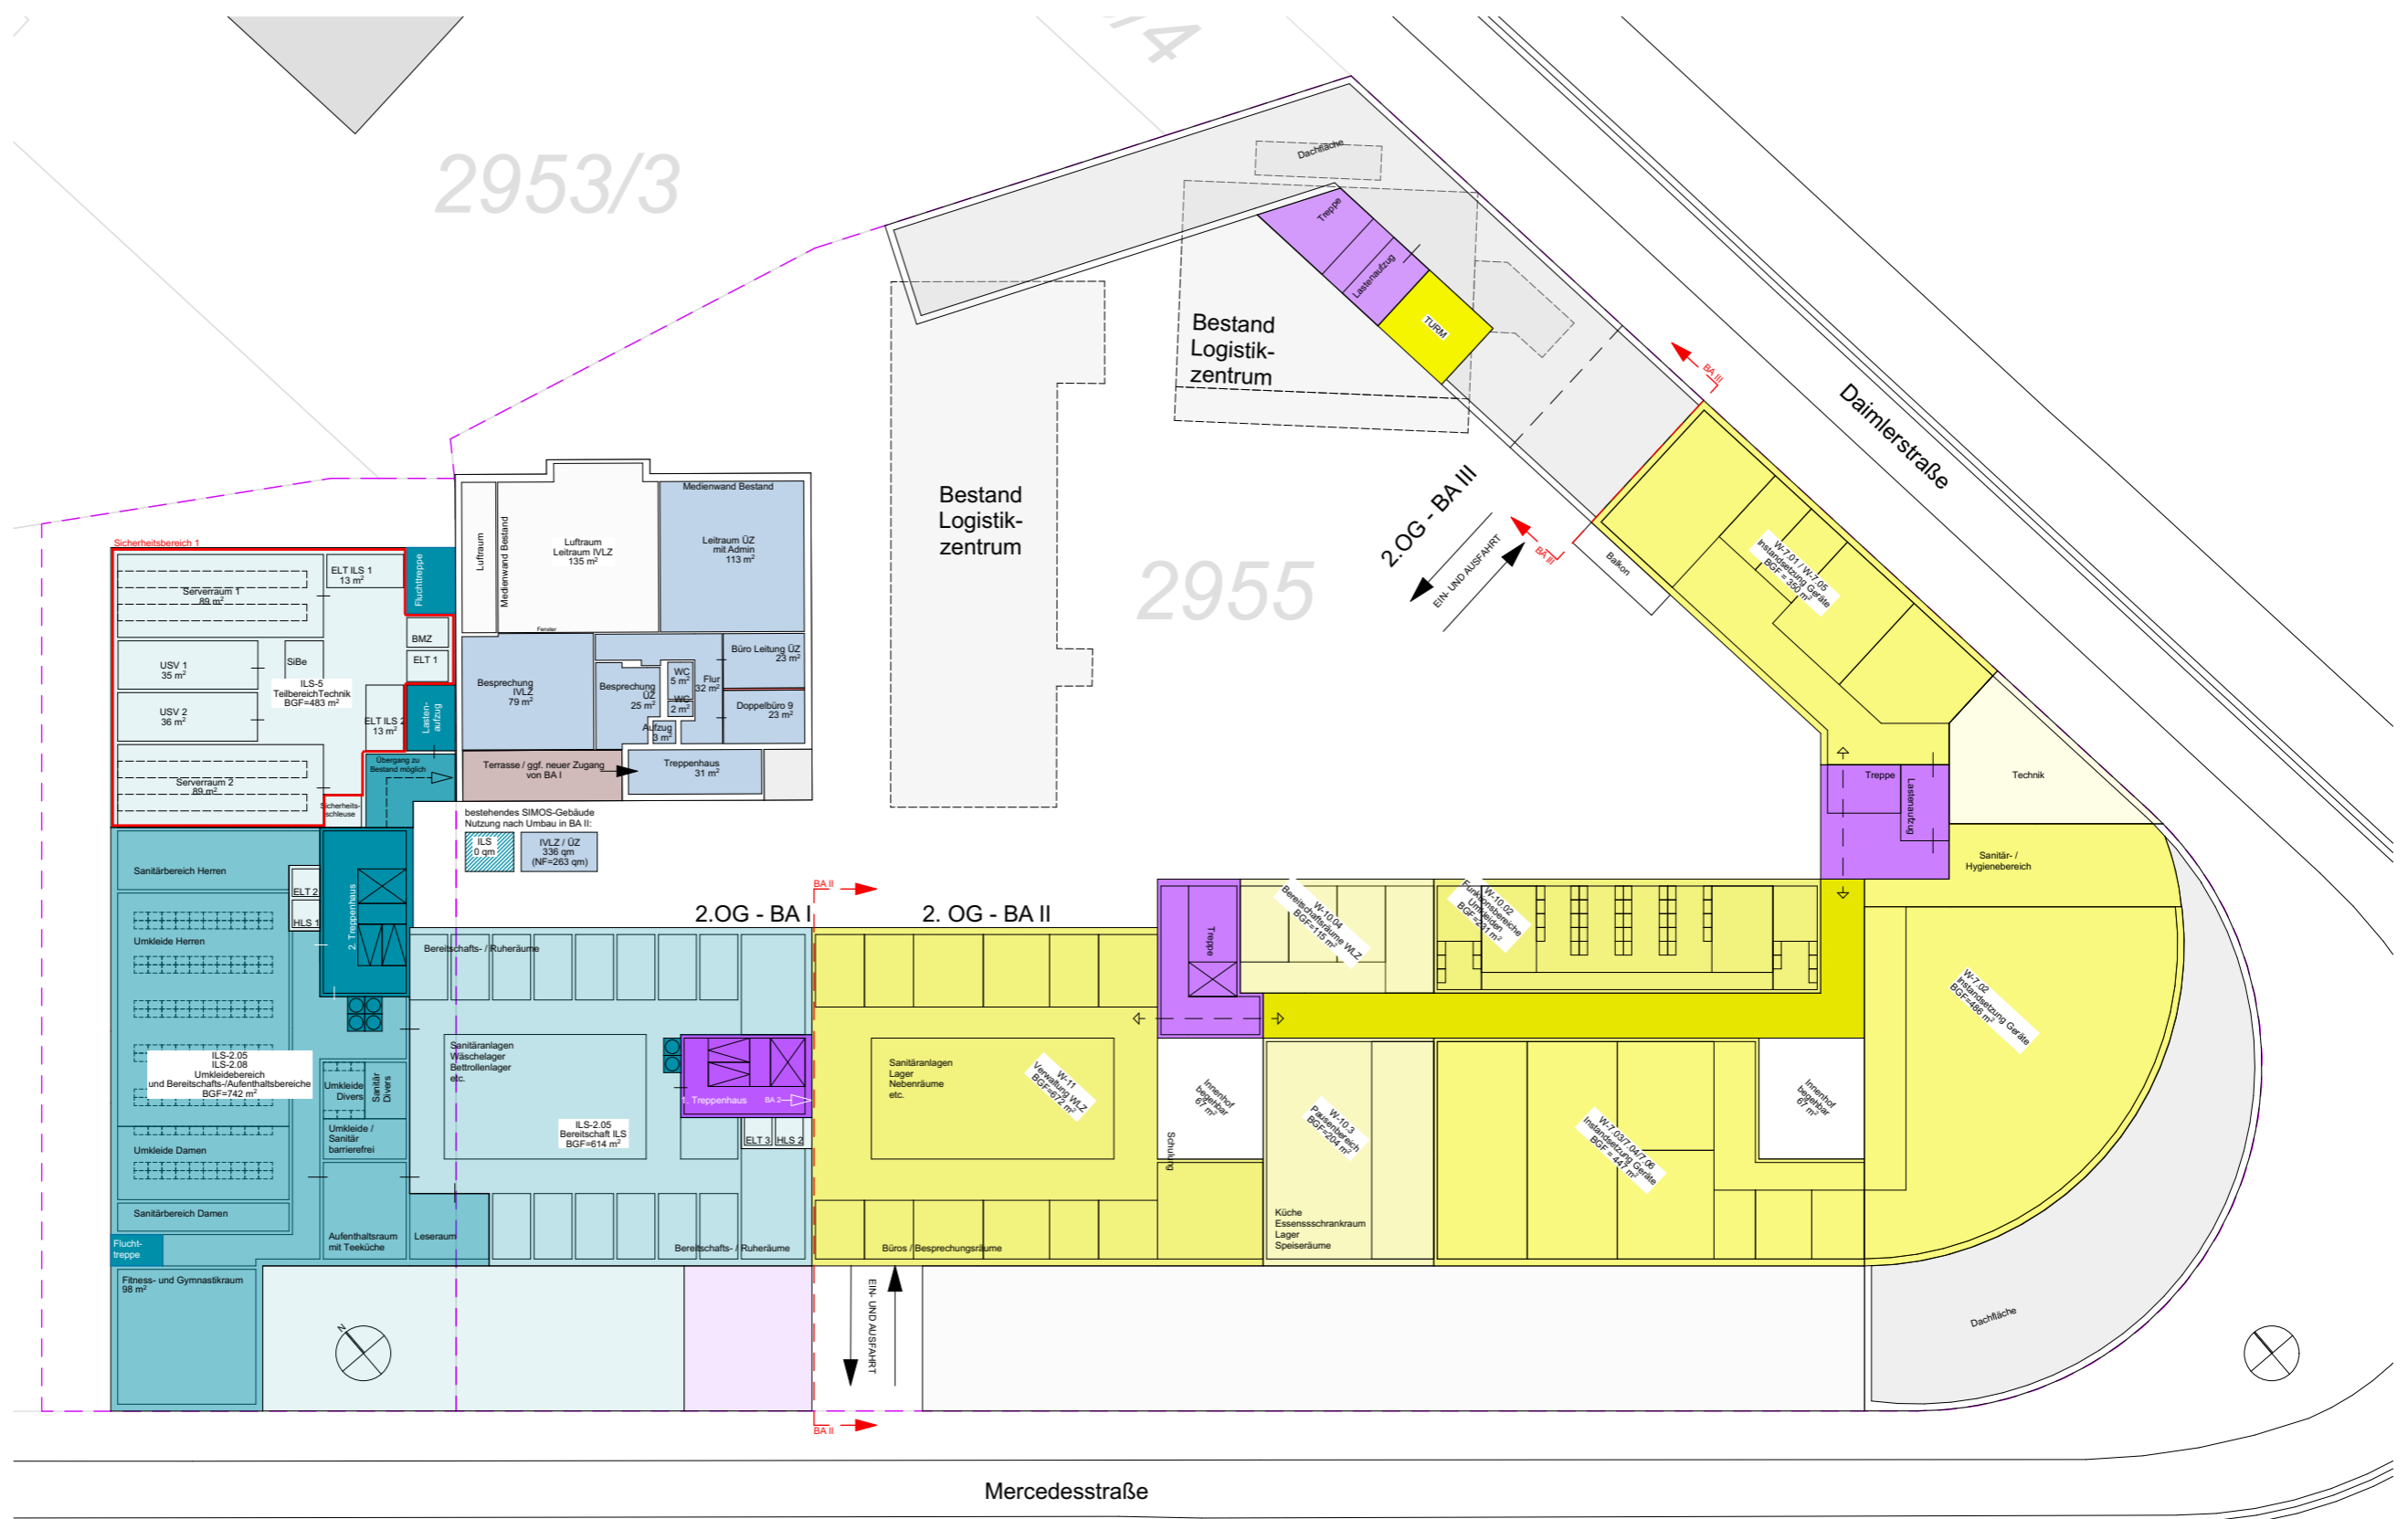 2953/3
/4
Dachfläche
Treppe
Lastenaufzug
TURM
Bestand
Logistik-
zentrum
BA III
Daimlerstraße
2.OG - BA III
EIN- UND AUSFAHRT
BA III
Balkon
W-7.01 / W-7.05
Instandsetzung Geräte
BGF = 350 m²
Bestand
Logistik-
zentrum
2955
Sicherheitsbereich 1
Serverraum 1
89 m²
ELT ILS 1
13 m²
Fluchttreppe
BMZ
ELT 1
USV 1
35 m²
SiBe
ILS-5
TeilbereichTechnik
BGF=483 m²
USV 2
36 m²
ELT ILS 2
13 m²
Lasten-
aufzug
Serverraum 2
89 m²
Übergang zu
Bestand möglich
Sicherheits-
schleuse
Luftraum
Medienwand Bestand
Luftraum
Leitraum IVLZ
135 m²
Medienwand Bestand
Leitraum ÜZ
mit Admin
113 m²
Fenster
Besprechung
IVLZ
79 m²
Besprechung
ÜZ
25 m²
WC
5 m²
WC
2 m²
Flur
32 m²
Aufzug
3 m²
Büro Leitung ÜZ
23 m²
Doppelbüro 9
23 m²
Terrasse / ggf. neuer Zugang
von BA I
Treppenhaus
31 m²
bestehendes SIMOS-Gebäude
Nutzung nach Umbau in BA II:
ILS
0 qm
IVLZ / ÜZ
336 qm
(NF=263 qm)
Treppe
Lastenaufzug
Technik
Sanitär- /
Hygienebereich
Sanitärbereich Herren
ELT 2
HLS 1
2. Treppenhaus
Umkleide Herren
2.OG - BA I
BA II
2. OG - BA II
Bereitschafts- / Ruheräume
Treppe
W-10.04
Bereitschaftsräume WLZ
BGF=115 m²
W-10.02
Funktionsbereiche
Umkleiden
BGF=231 m²
W-7.02
Instandsetzung Geräte
BGF=486 m²
ILS-2.05
ILS-2.08
Umkleidebereich
und Bereitschafts-/Aufenthaltsbereiche
BGF=742 m²
Umkleide
Divers
Sanitär
Divers
Umkleide /
Sanitär
barrierefrei
Sanitäranlagen
Wäschelager
Bettrollenlager
etc.
1. Treppenhaus
BA 2
ELT 3
HLS 2
ILS-2.05
Bereitschaft ILS
BGF=614 m²
Sanitäranlagen
Lager
Nebenräume
etc.
W-11
Verwaltung WLZ
BGF=672 m²
Innenhof
begehbar
67 m²
Schulung
W-10.3
Pausenbereich
BGF=204 m²
W-7.03/7.04/7.06
Instandsetzung Geräte
BGF = 447 m²
Innenhof
begehbar
67 m²
Umkleide Damen
Sanitärbereich Damen
Flucht-
treppe
Aufenthaltsraum
mit Teeküche
Leseraum
Bereitschafts- / Ruheräume
Büros / Besprechungsräume
Küche
Essensschrankraum
Lager
Speiseräume
Fitness- und Gymnastikraum
98 m²
N
EIN- UND AUSFAHRT
Dachfläche
BA II
Mercedesstraße